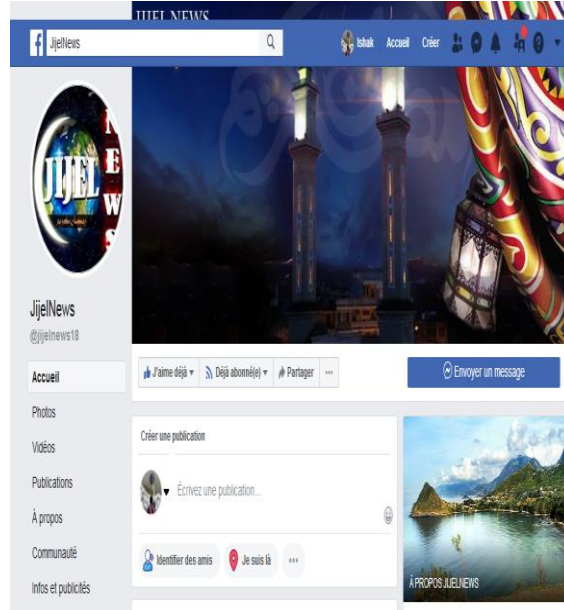 JIJEL NEWS
JijelNews
Ishak Accueil Créer
JIJEL
NEWS
JijelNews
@jijelnews18
J'aime déjà Déjà abonné(e) Partager ...
Envoyer un message
Accueil
Photos
Vidéos
Publications
À propos
Communauté
Infos et publicités
Créer une publication
Écrivez une publication...
Identifier des amis Je suis là ...
À PROPOS JIJELNEWS